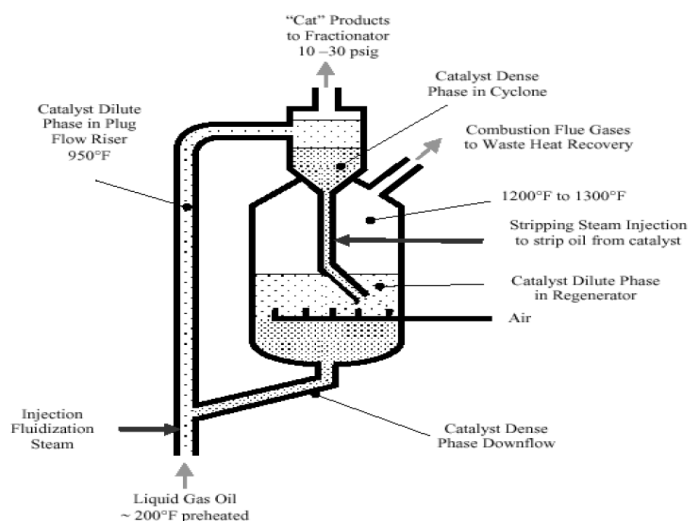 “Cat” Products
to Fractionator
10 –30 psig
Catalyst Dense
Phase in Cyclone
Catalyst Dilute
Phase in Plug
Flow Riser
950°F
Combustion Flue Gases
to Waste Heat Recovery
1200°F to 1300°F
Stripping Steam Injection
to strip oil from catalyst
Catalyst Dilute Phase
in Regenerator
Air
Injection
Fluidization
Steam
Catalyst Dense
Phase Downflow
Liquid Gas Oil
~ 200°F preheated